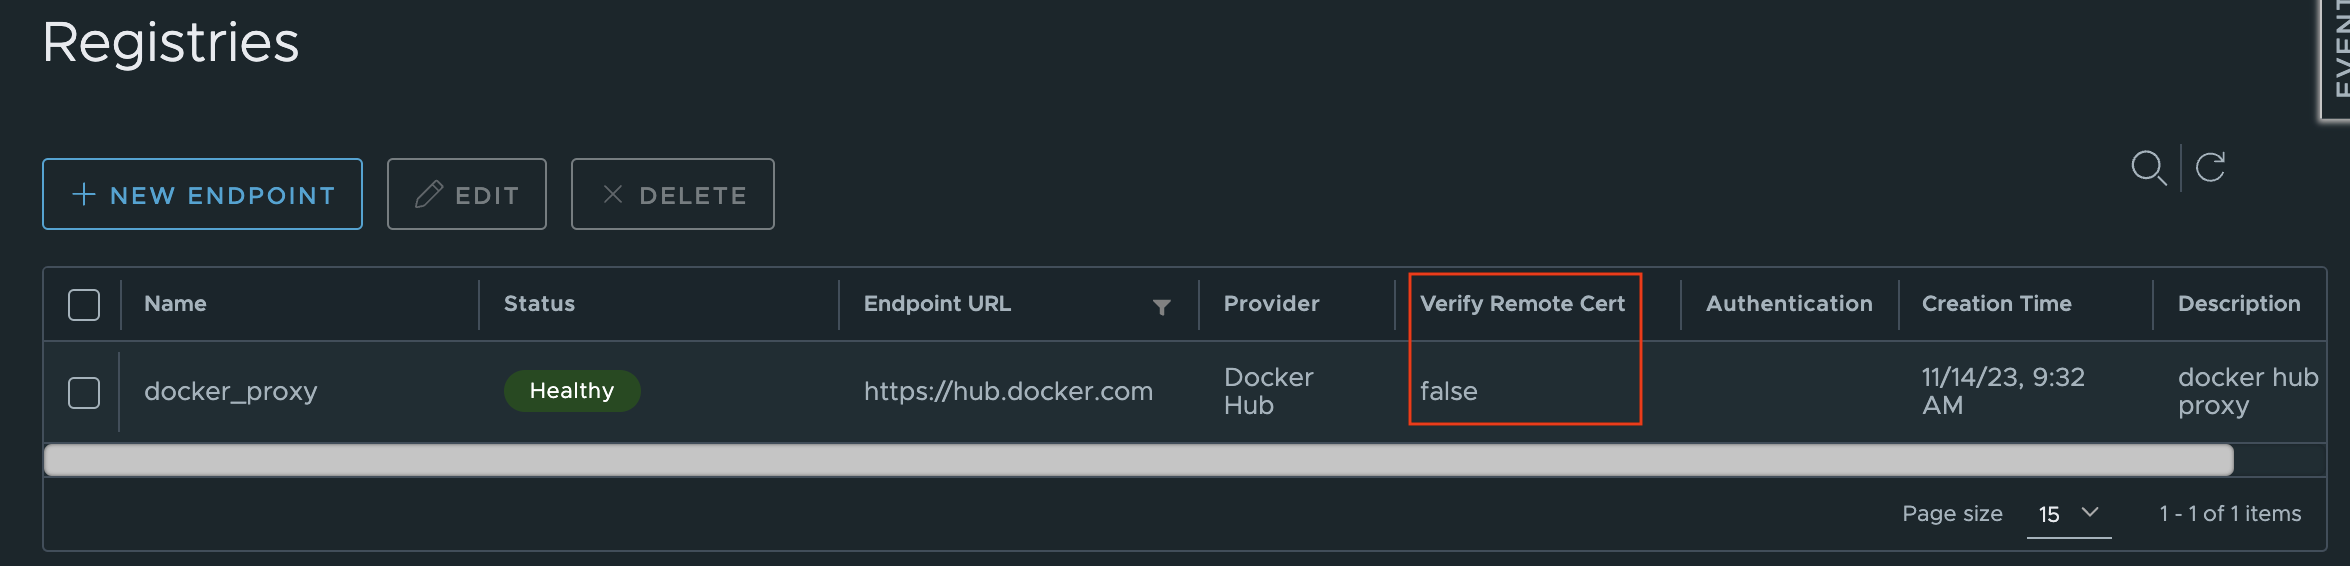 Registries
EVENT
+ NEW ENDPOINT
EDIT
× DELETE
Name
Status
Endpoint URL
Provider
Verify Remote Cert
Authentication
Creation Time
Description
docker_proxy
Healthy
https://hub.docker.com
Docker
Hub
false
11/14/23, 9:32
AM
docker hub
proxy
Page size
15
1 - 1 of 1 items